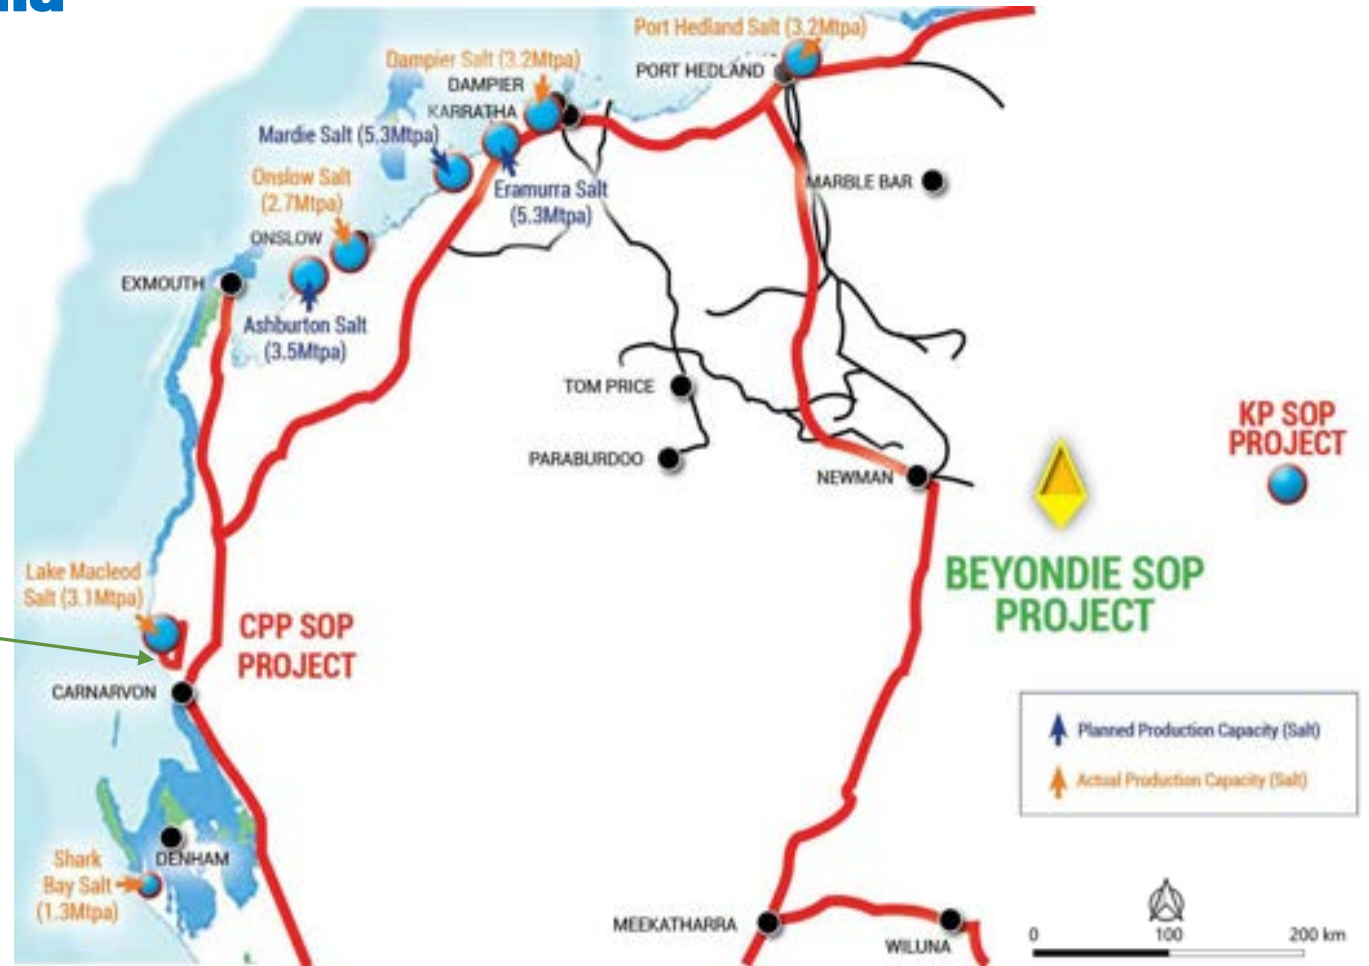 Port Hedland Salt (3.2Mtpa)
Dampier Salt (3.2Mtpa)
PORT HEDLAND
DAMPIER
KARRATHA
Mardie Salt (5.3Mtpa)
Onslow Salt
(2.7Mtpa)
Eramurra Salt
(5.3Mtpa)
MARBLE BAR
ONSLOW
EXMOUTH
Ashburton Salt
(3.5Mtpa)
TOM PRICE
PARABURDOO
NEWMAN
KP SOP
PROJECT
BEYONDIE SOP
PROJECT
Lake Macleod
Salt (3.1Mtpa)
CPP SOP
PROJECT
CARNARVON
Planned Production Capacity (Salt)
Actual Production Capacity (Salt)
DENHAM
Shark
Bay Salt
(1.3Mtpa)
MEEKATHARRA
WILUNA
0 100 200 km